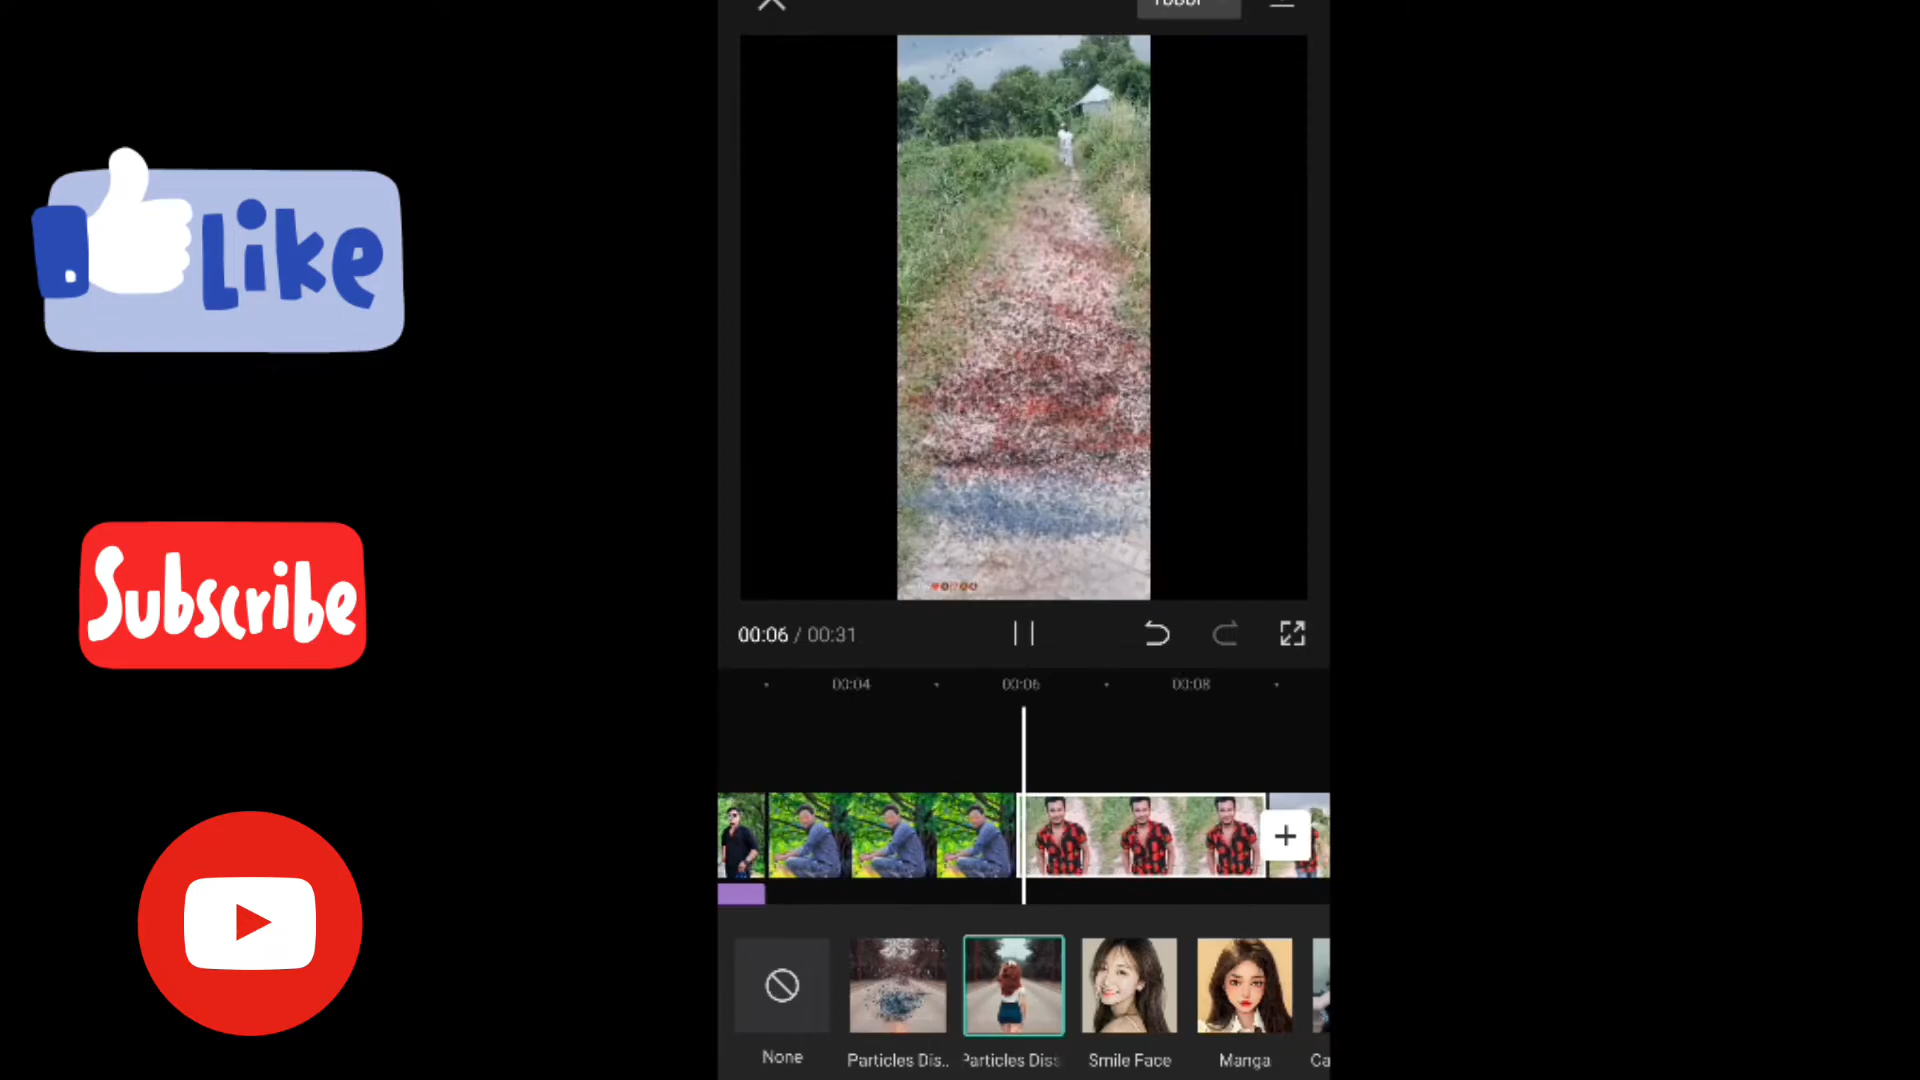 Like
Subscribe
00:06 / 00:31
00:04
00:06
00:08
None
Particles Dis..
Particles Diss
Smile Face
Manga
Ca